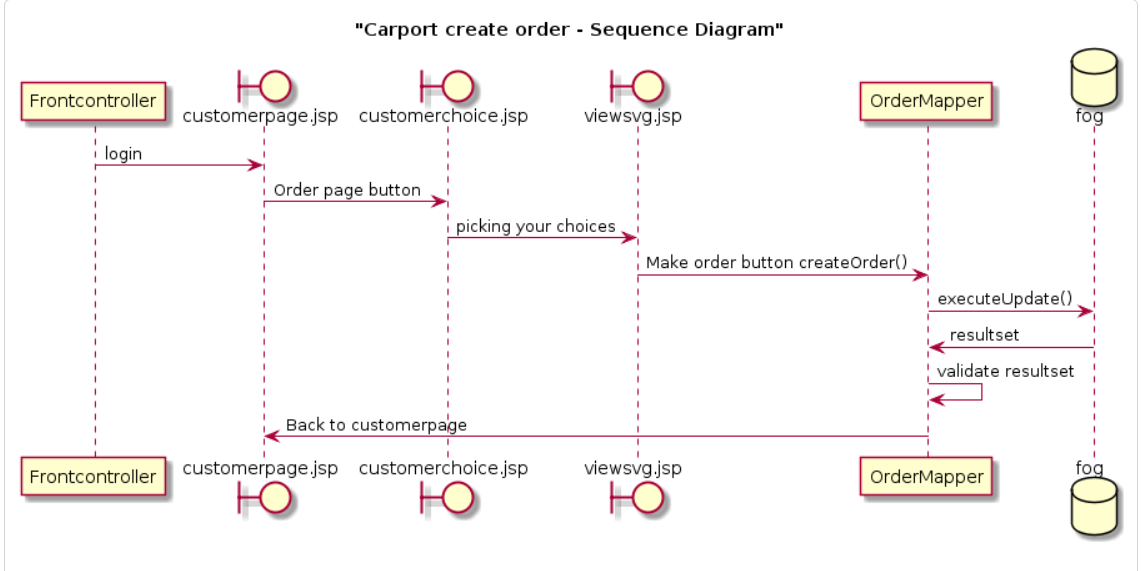 "Carport create order - Sequence Diagram"
Frontcontroller
customerpage.jsp
customerchoice.jsp
viewsvg.jsp
OrderMapper
fog
login
Order page button
picking your choices
Make order button createOrder()
executeUpdate()
resultset
validate resultset
Back to customerpage
Frontcontroller
customerpage.jsp
customerchoice.jsp
viewsvg.jsp
OrderMapper
fog